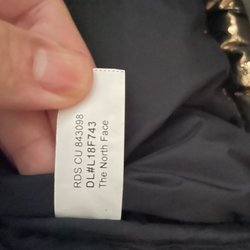 RDS CU 843098
DL#L18F743
The North Face